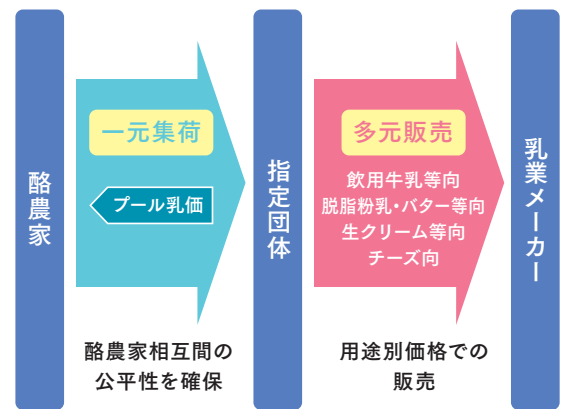 酪農家
一元集荷
プール乳価
酪農家相互間の
公平性を確保
指定団体
多元販売
飲用牛乳等向
脱脂粉乳・バター等向
生クリーム等向
チーズ向
用途別価格での
販売
乳業メーカー